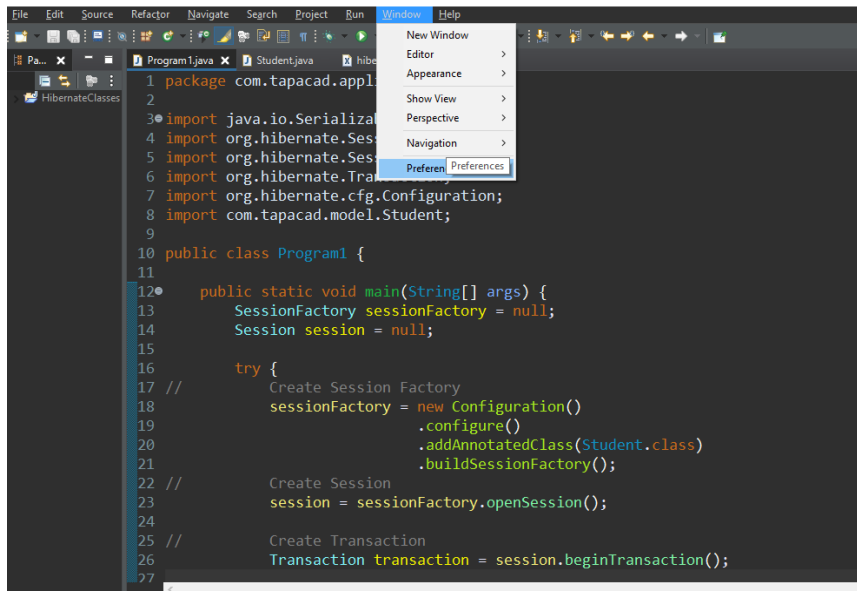 File Edit Source Refactor Navigate Search Project Run Window Help
New Window
Editor
Appearance
Show View
Perspective
Navigation
Preferen
Preferences
Pa...
Program1.java Student.java hibe
HibernateClasses
1 package com.tapacad.appli
2
3 import java.io.Serializa
4 import org.hibernate.Sess
5 import org.hibernate.Sess
6 import org.hibernate.Tran
7 import org.hibernate.cfg.Configuration;
8 import com.tapacad.model.Student;
9
10 public class Program1 {
11
12 public static void main(String[] args) {
13 SessionFactory sessionFactory = null;
14 Session session = null;
15
16 try {
17 // Create Session Factory
18 sessionFactory = new Configuration()
19 .configure()
20 .addAnnotatedClass(Student.class)
21 .buildSessionFactory();
22 // Create Session
23 session = sessionFactory.openSession();
24
25 // Create Transaction
26 Transaction transaction = session.beginTransaction();
27